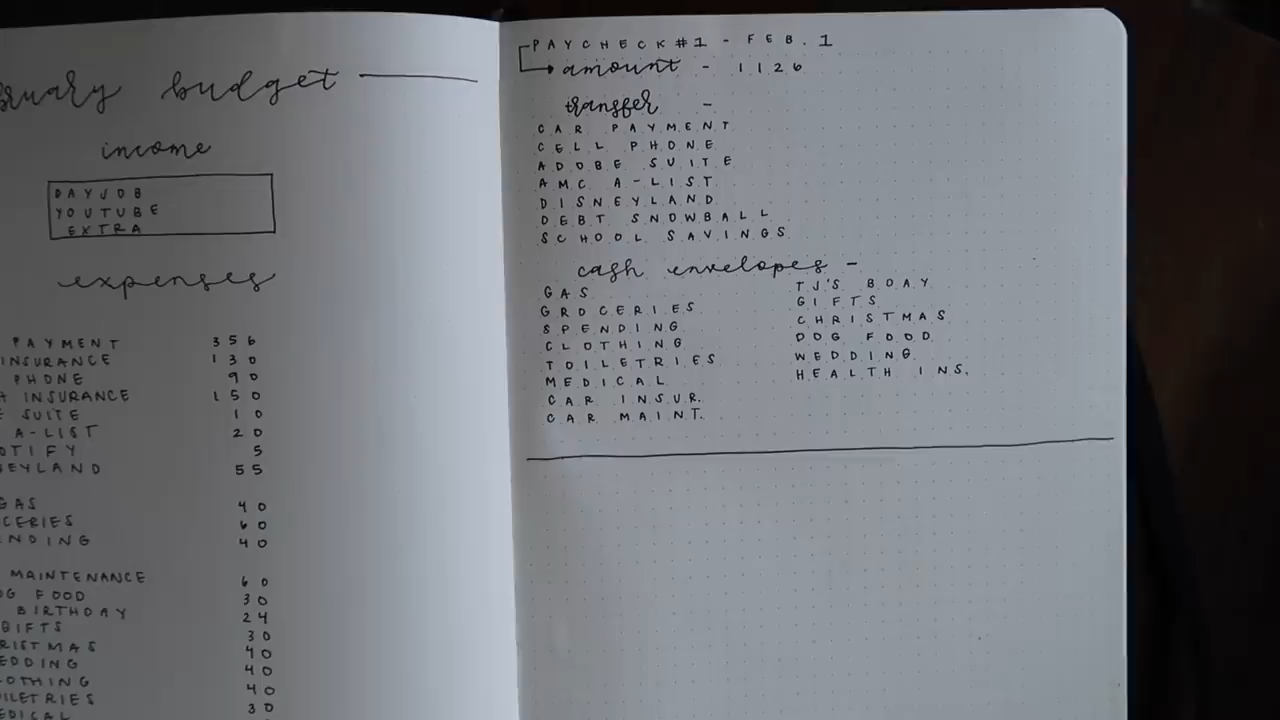 budget
income
DAYJOB
YOUTUBE
EXTRA
expenses
PAYMENT 356
INSURANCE 130
PHONE 90
INSURANCE 150
SUITE 10
A-LIST 20
5
55
GAS 40
60
40
MAINTENANCE 60
FOOD 30
BIRTHDAY 24
GIFTS 30
40
40
40
30
PAYCHECK #1 - FEB. 1
amount - 1126
transfer -
CAR PAYMENT
CELL PHONE
ADOBE SUITE
AMC A-LIST
DISNEYLAND
DEBT SNOWBALL
SCHOOL SAVINGS
cash envelopes -
GAS
GROCERIES
SPENDING
CLOTHING
TOILETRIES
MEDICAL
CAR INSUR.
CAR MAINT.
TJ'S BDAY
GIFTS
CHRISTMAS
DOG FOOD
WEDDING
HEALTH INS.